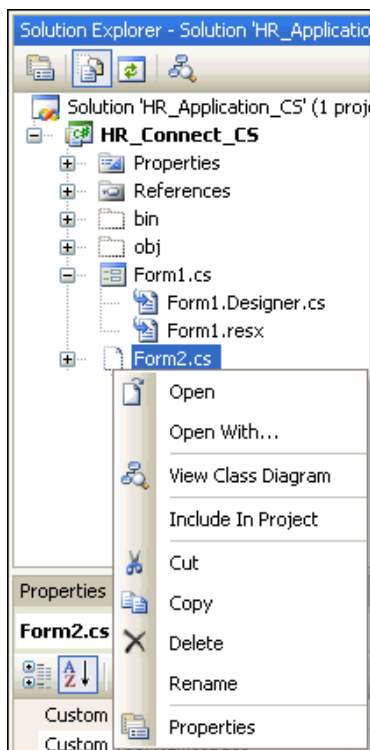 Solution Explorer - Solution 'HR_Applicatio
Solution 'HR_Application_CS' (1 proj
HR_Connect_CS
Properties
References
bin
obj
Form1.cs
Form1.Designer.cs
Form1.resx
Form2.cs
Open
Open With...
View Class Diagram
Include In Project
Cut
Copy
Delete
Rename
Properties
Properties
Form2.cs
Custom
Custom